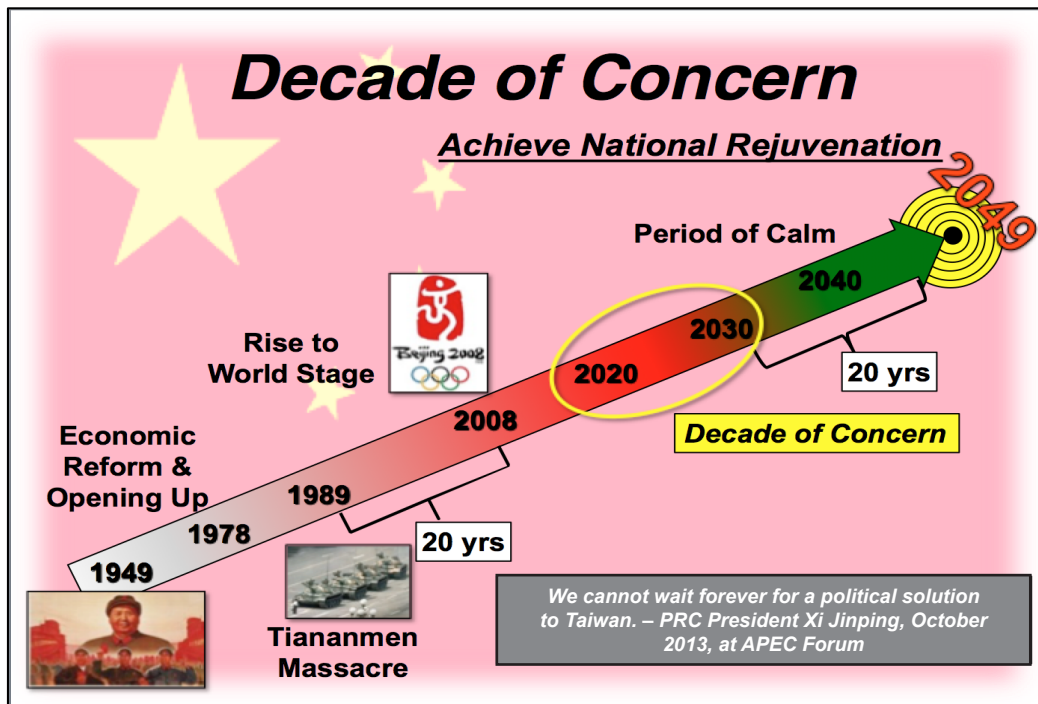 Decade of Concern
Achieve National Rejuvenation
2049
Period of Calm
2040
2030
2020
20 yrs
Decade of Concern
Rise to
World Stage
Beijing 2008
2008
Economic
Reform &
Opening Up
1989
1978
1949
20 yrs
Tiananmen
Massacre
We cannot wait forever for a political solution
to Taiwan. – PRC President Xi Jinping, October
2013, at APEC Forum